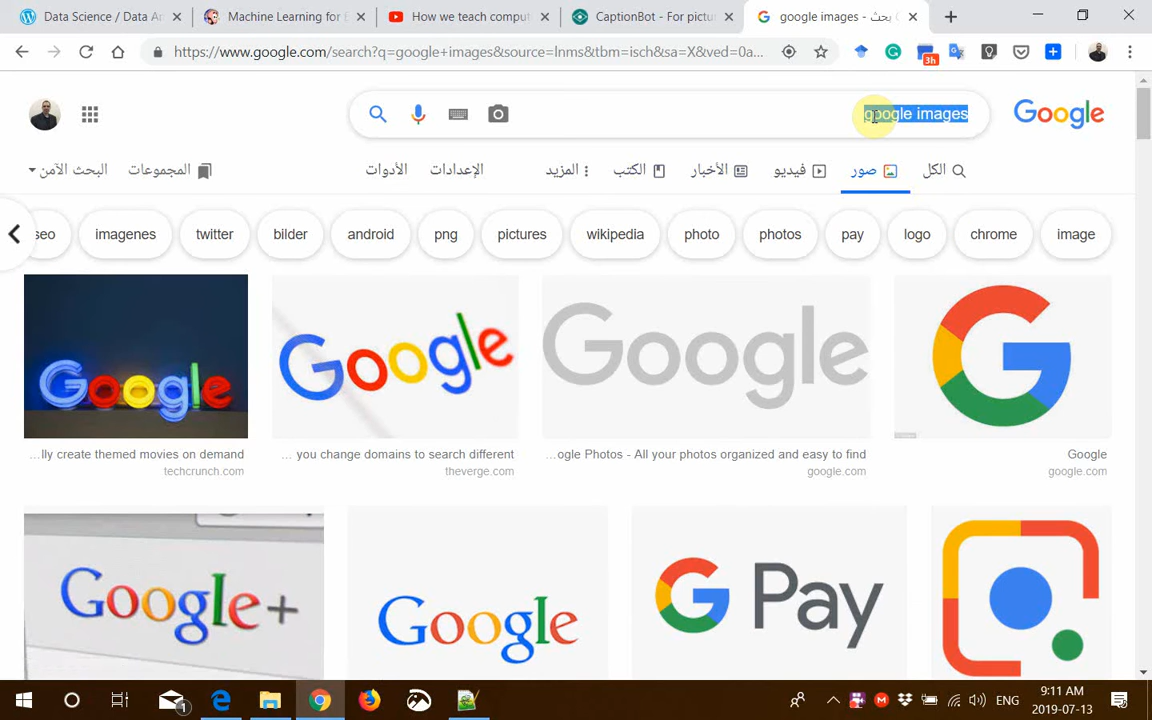 Data Science / Data Ar
Machine Learning for E
How we teach comput
CaptionBot - For pictur
google images - بحث
https://www.google.com/search?q=google+images&source=lnms&tbm=isch&sa=X&ved=0a...
3h
google images
Google
الكل
صور
فيديو
الأخبار
الكتب
المزيد
الإعدادات
الأدوات
المجموعات
البحث الآمن
seo
imagenes
twitter
bilder
android
png
pictures
wikipedia
photo
photos
pay
logo
chrome
image
Google
Google
Google
G
...lly create themed movies on demand
techcrunch.com
... you change domains to search different
theverge.com
...ogle Photos - All your photos organized and easy to find
google.com
Google
google.com
Google+
Google
G Pay
1
ENG
9:11 AM
2019-07-13